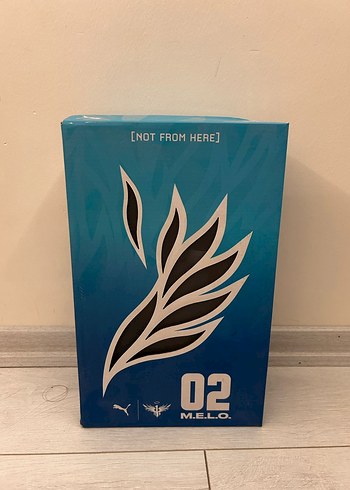 [NOT FROM HERE]
02
M.E.L.O.